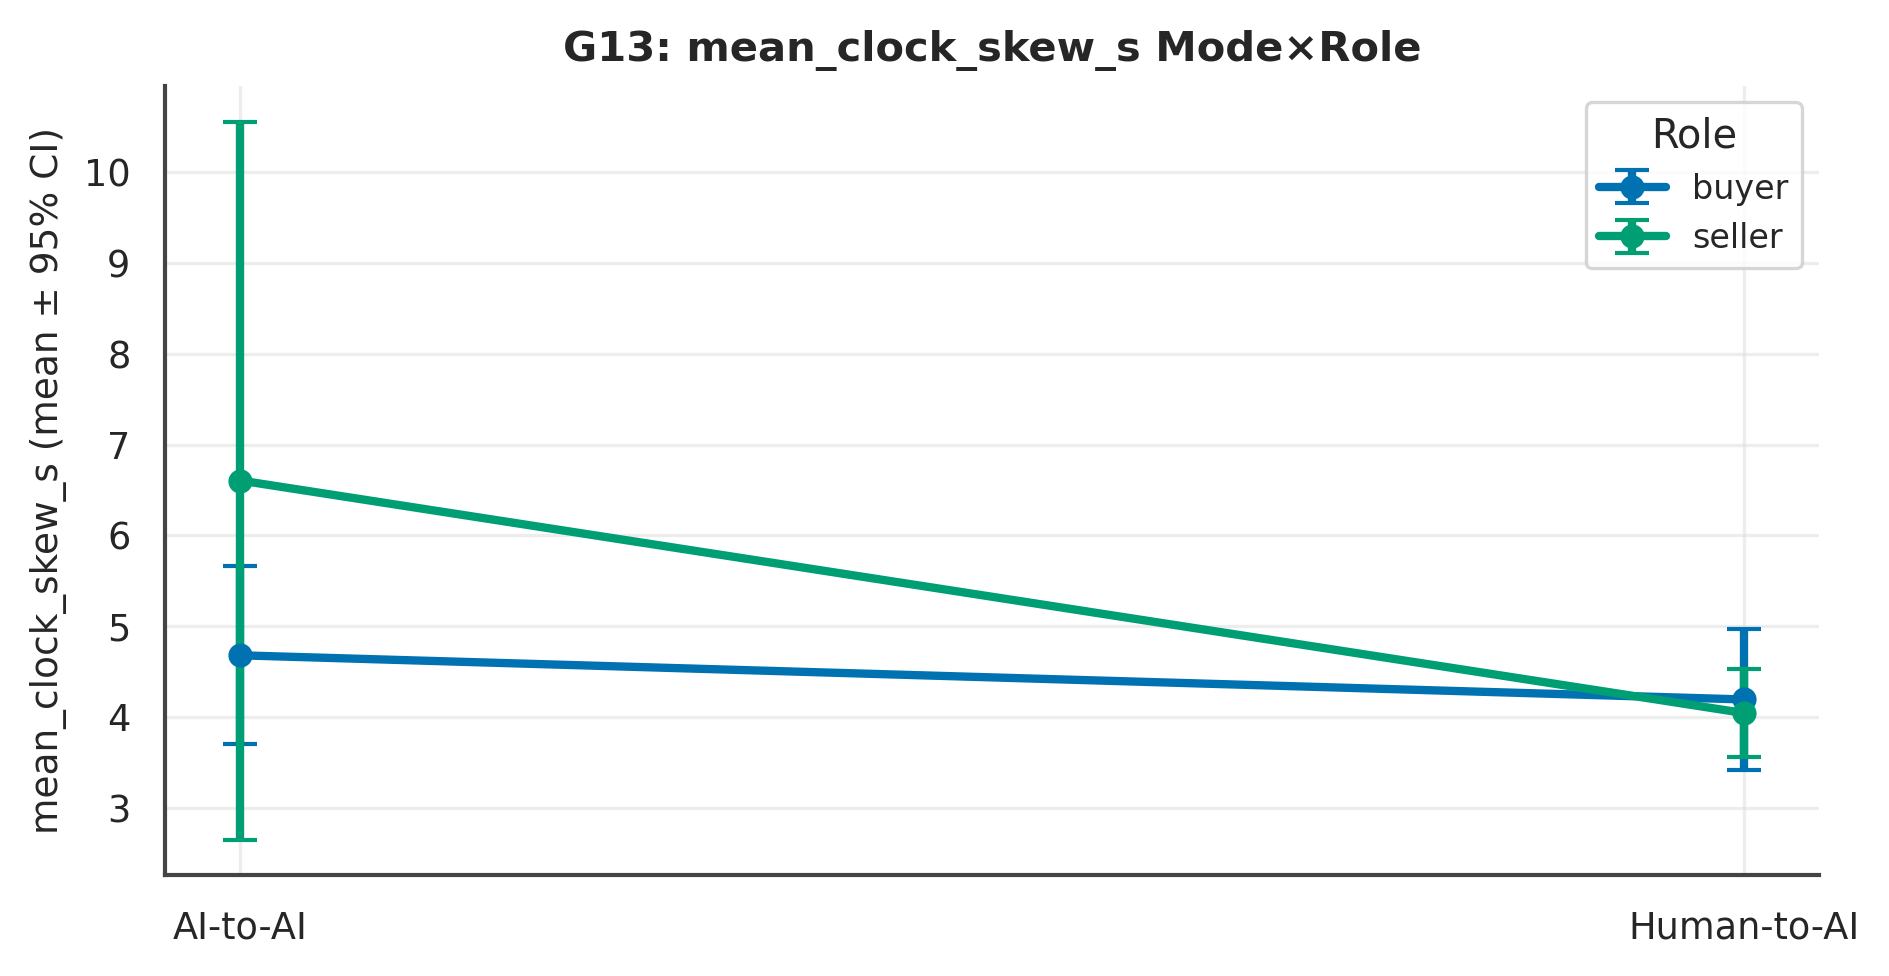 G13: mean_clock_skew_s Mode×Role
mean_clock_skew_s (mean ± 95% CI)
10
9
8
7
6
5
4
3
Role
buyer
seller
AI-to-AI
Human-to-AI